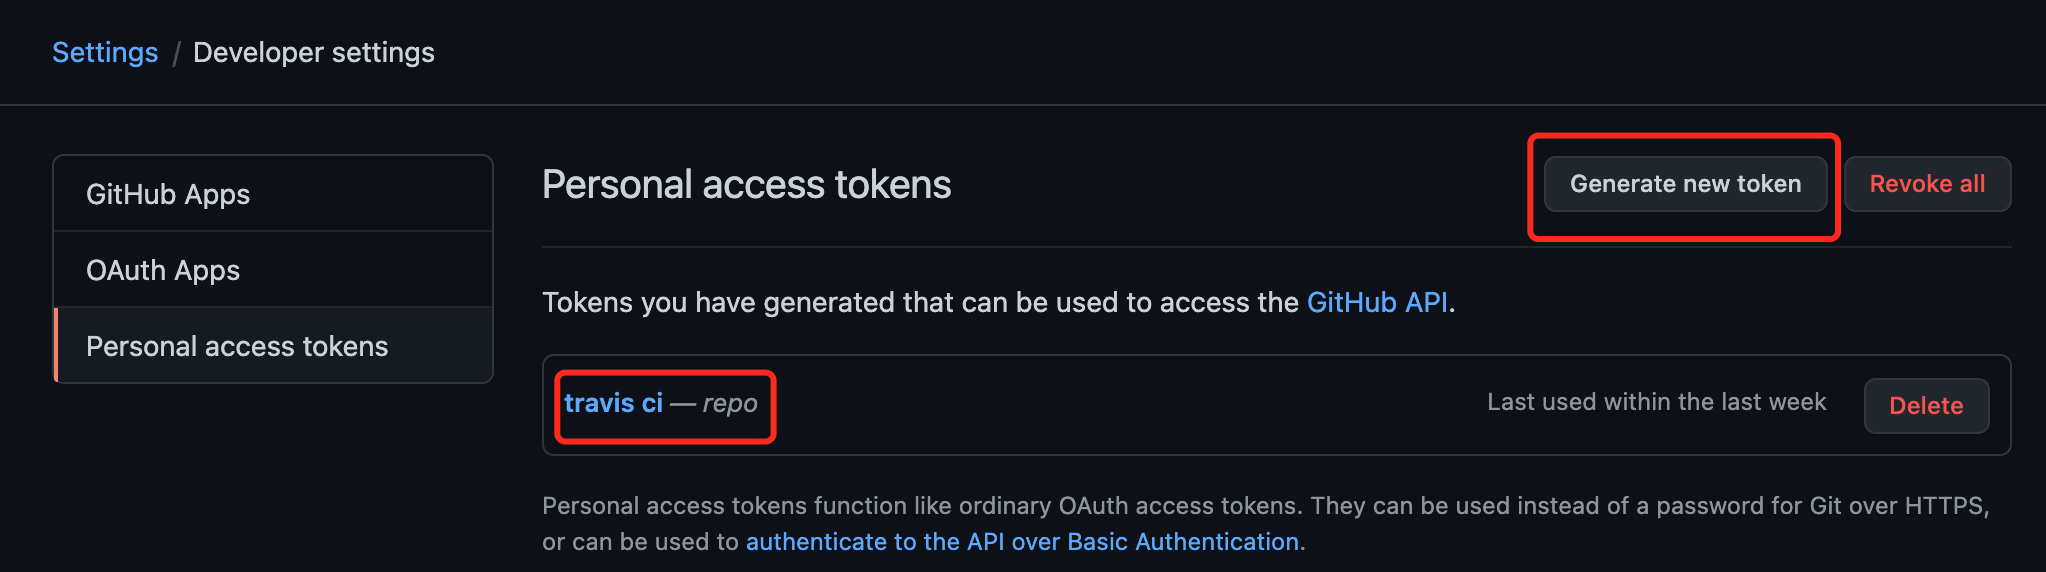 Settings / Developer settings
GitHub Apps
OAuth Apps
Personal access tokens
Personal access tokens
Generate new token
Revoke all
Tokens you have generated that can be used to access the GitHub API.
travis ci — repo
Last used within the last week
Delete
Personal access tokens function like ordinary OAuth access tokens. They can be used instead of a password for Git over HTTPS,
or can be used to authenticate to the API over Basic Authentication.